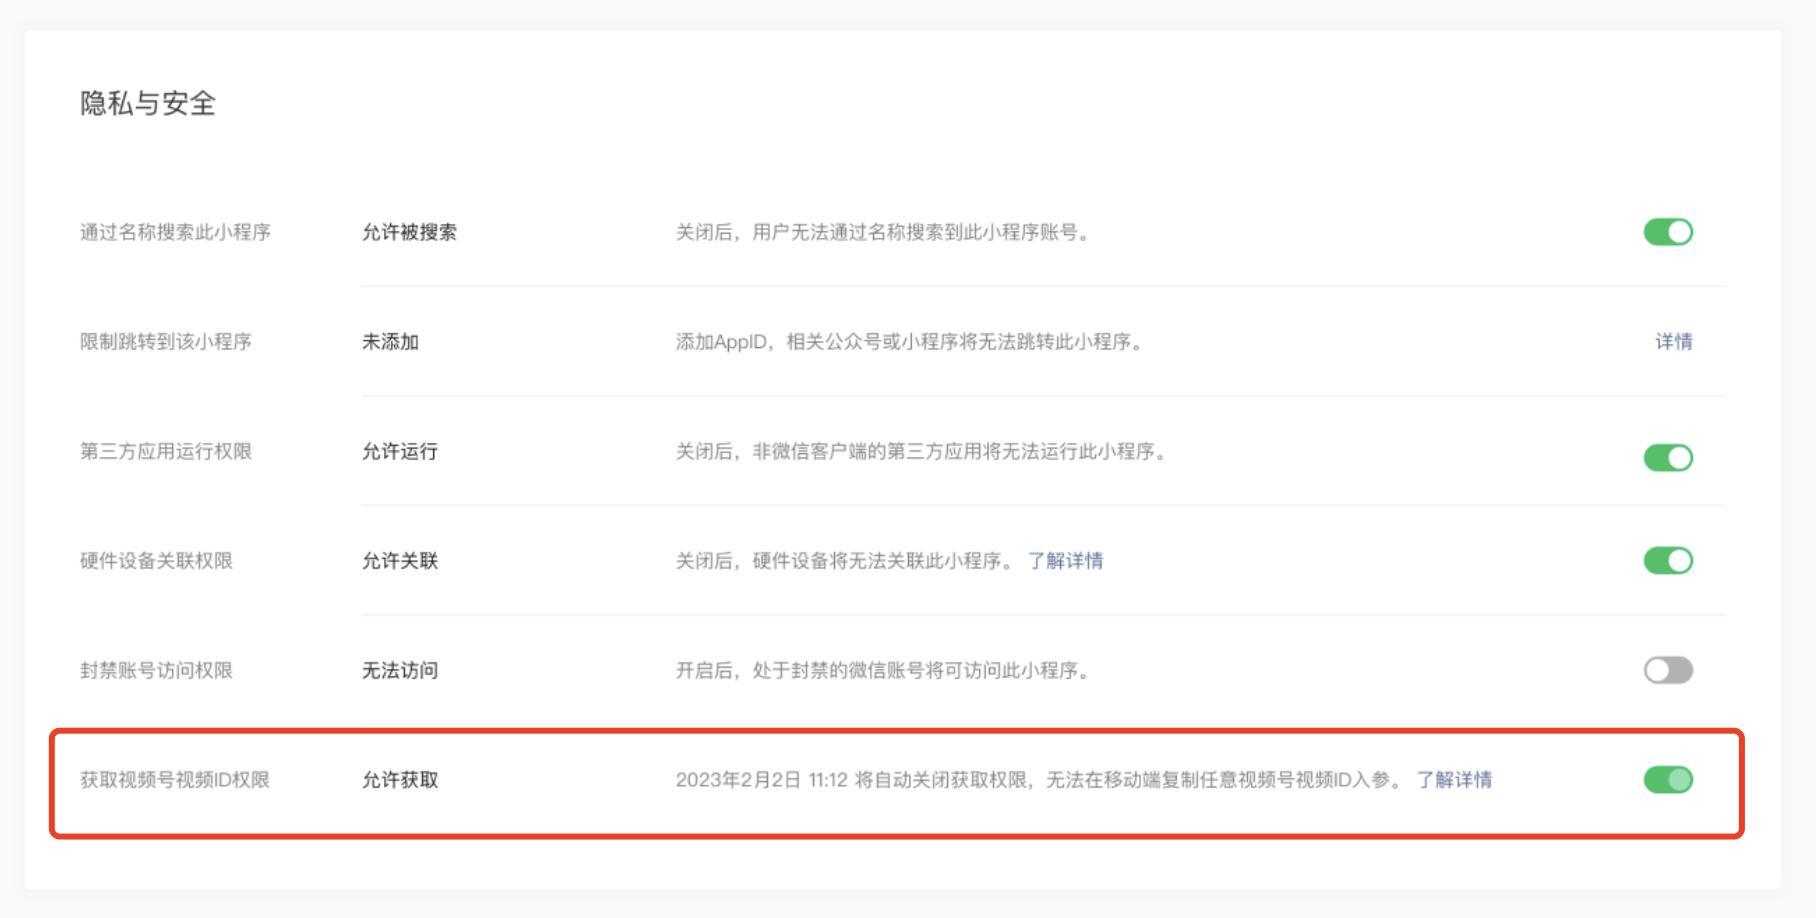 隐私与安全
通过名称搜索此小程序 允许被搜索 关闭后，用户无法通过名称搜索到此小程序账号。
限制跳转到该小程序 未添加 添加AppID，相关公众号或小程序将无法跳转此小程序。 详情
第三方应用运行权限 允许运行 关闭后，非微信客户端的第三方应用将无法运行此小程序。
硬件设备关联权限 允许关联 关闭后，硬件设备将无法关联此小程序。 了解详情
封禁账号访问权限 无法访问 开启后，处于封禁的微信账号将可访问此小程序。
获取视频号视频ID权限 允许获取 2023年2月2日 11:12 将自动关闭获取权限，无法在移动端复制任意视频号视频ID入参。 了解详情